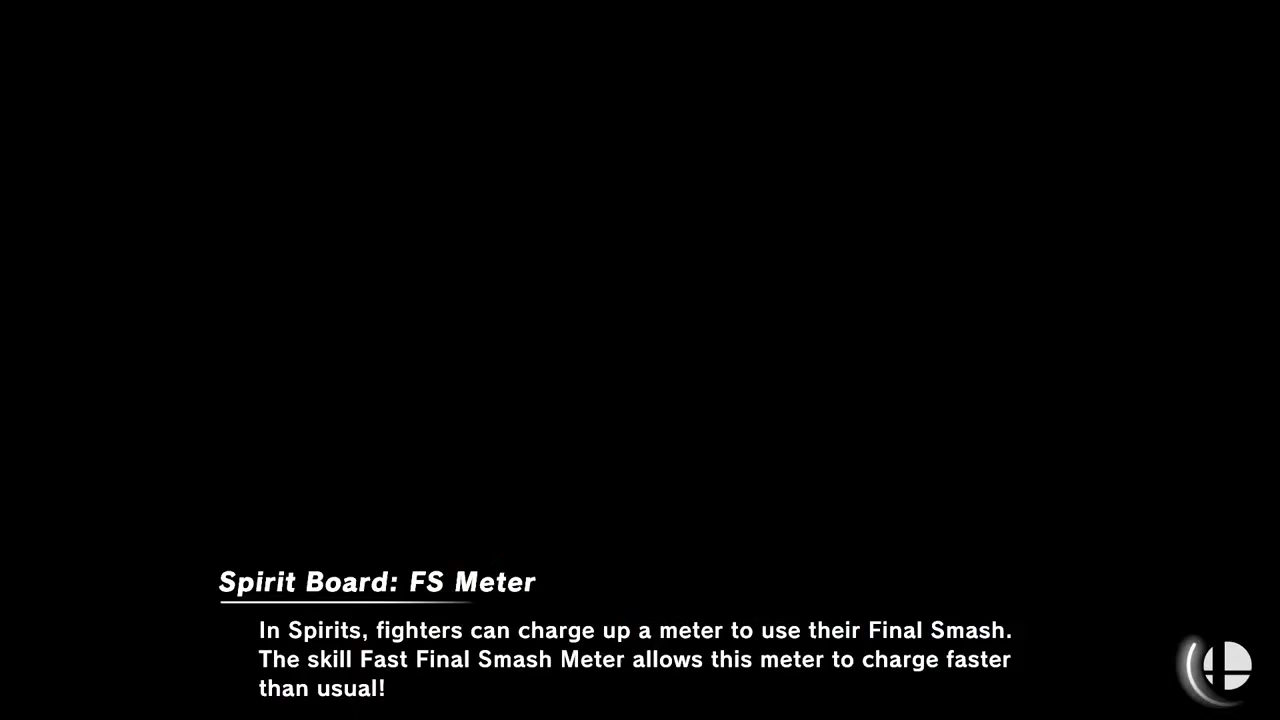 Spirit Board: FS Meter
In Spirits, fighters can charge up a meter to use their Final Smash.
The skill Fast Final Smash Meter allows this meter to charge faster
than usual!